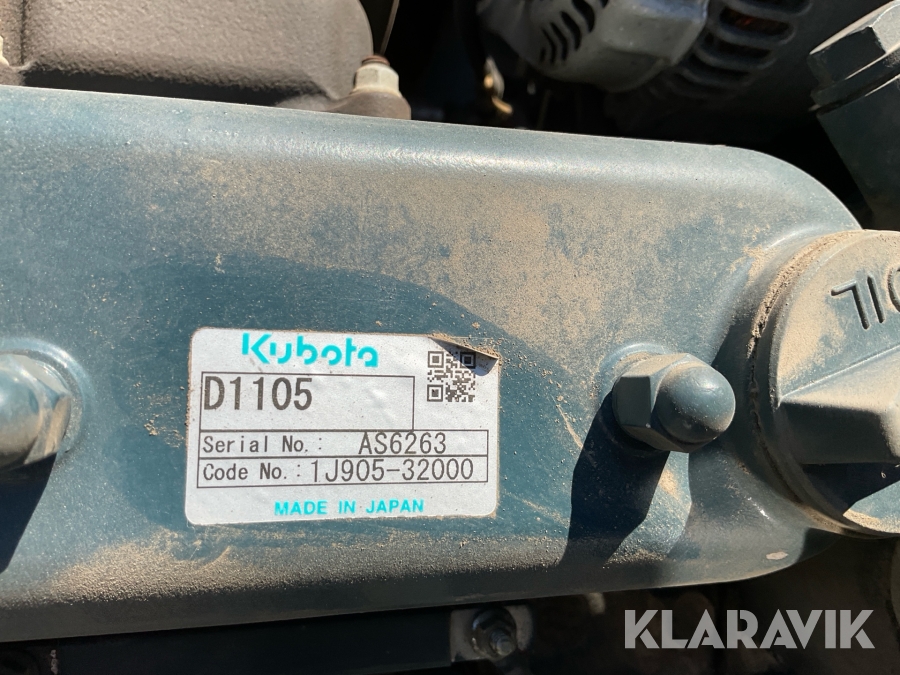 Kubota
D1105
Serial No.: AS6263
Code No.: 1J905-32000
MADE IN JAPAN
OIL
KLARAVIK